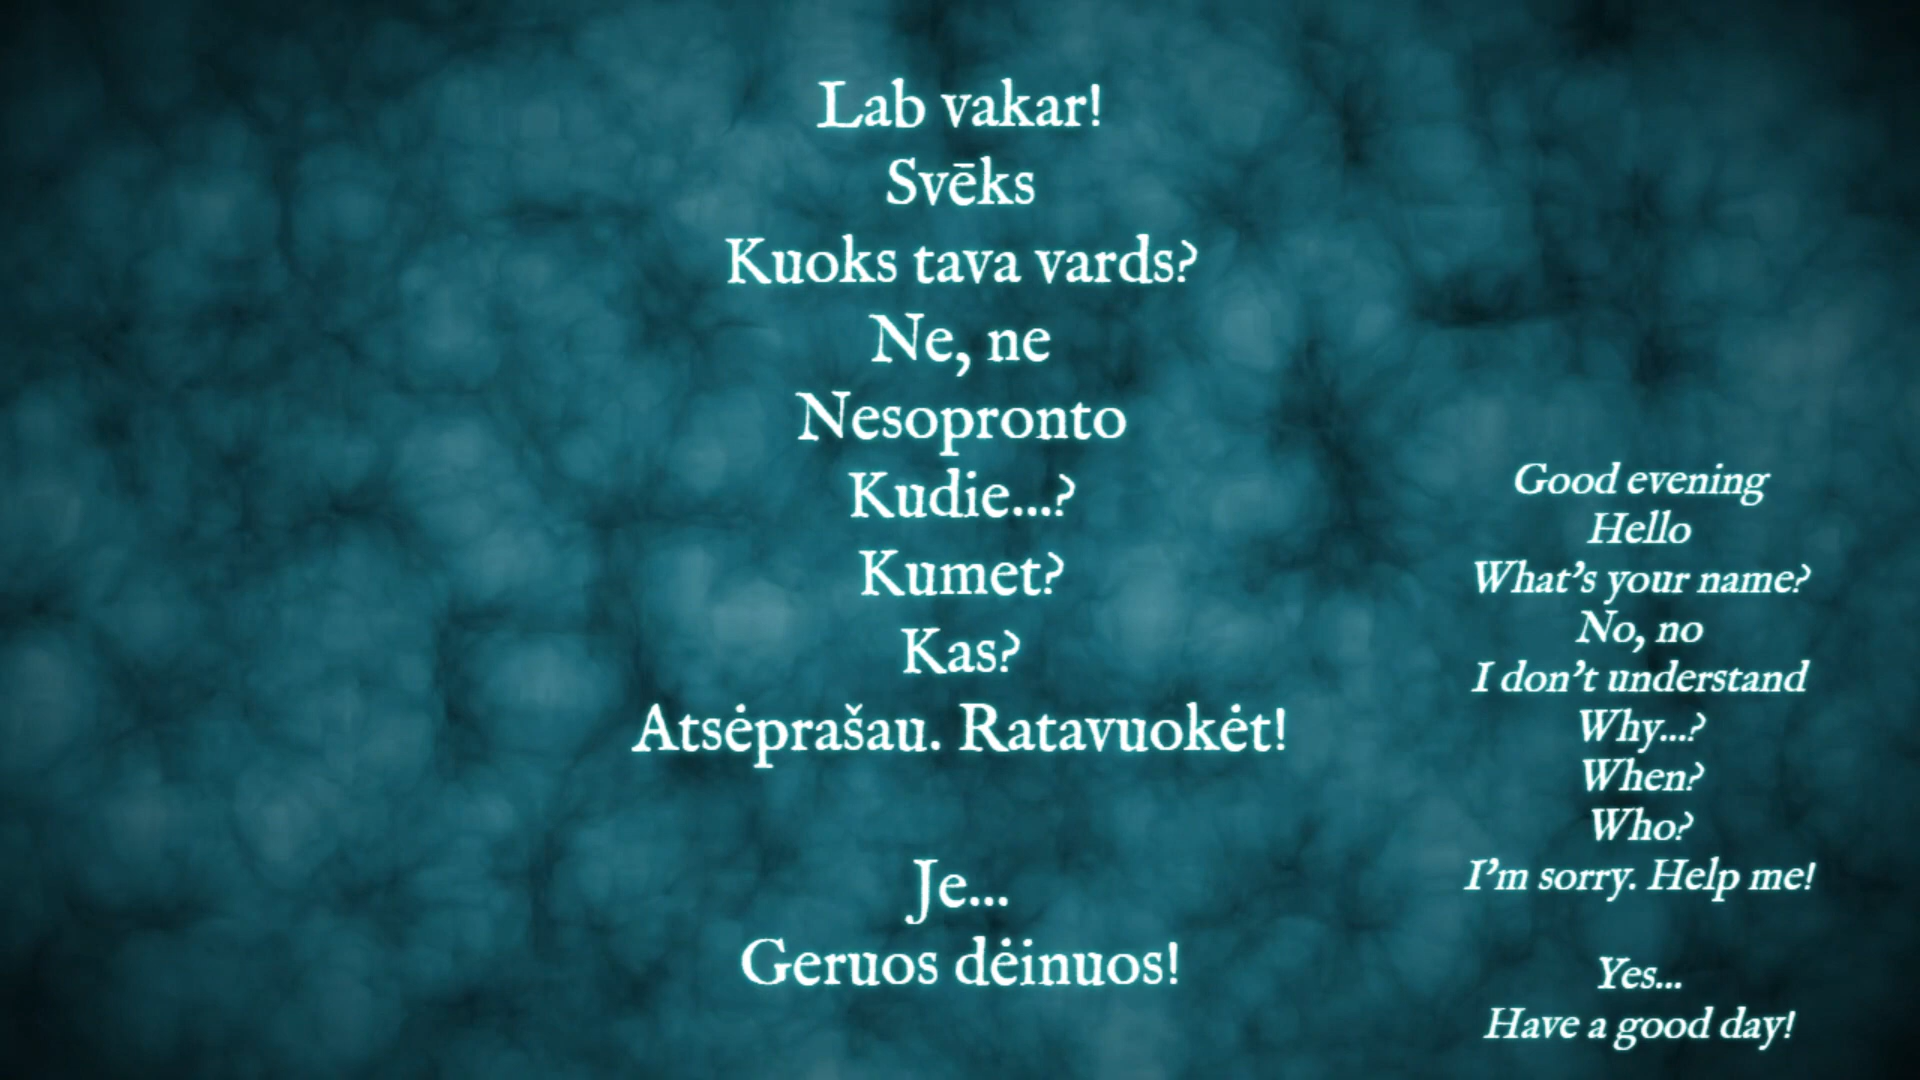 Lab vakar!
Svēks
Kuoks tava vards?
Ne, ne
Nesopronto
Kudie...?
Kumet?
Kas?
Atsėprašau. Ratavuokėt!
Je...
Geruos dėinuos!
Good evening
Hello
What's your name?
No, no
I don't understand
Why...?
When?
Who?
I'm sorry. Help me!
Yes...
Have a good day!